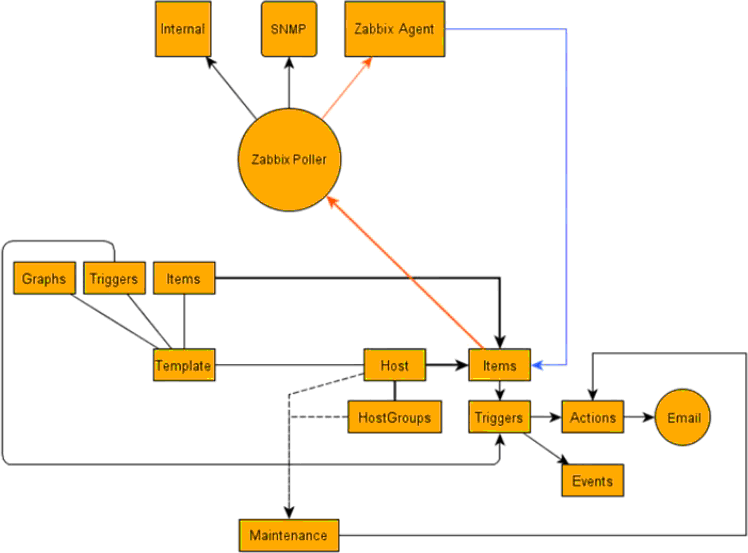 Internal
SNMP
Zabbix Agent
Zabbix Poller
Graphs
Triggers
Items
Template
Host
Items
HostGroups
Triggers
Actions
Email
Events
Maintenance